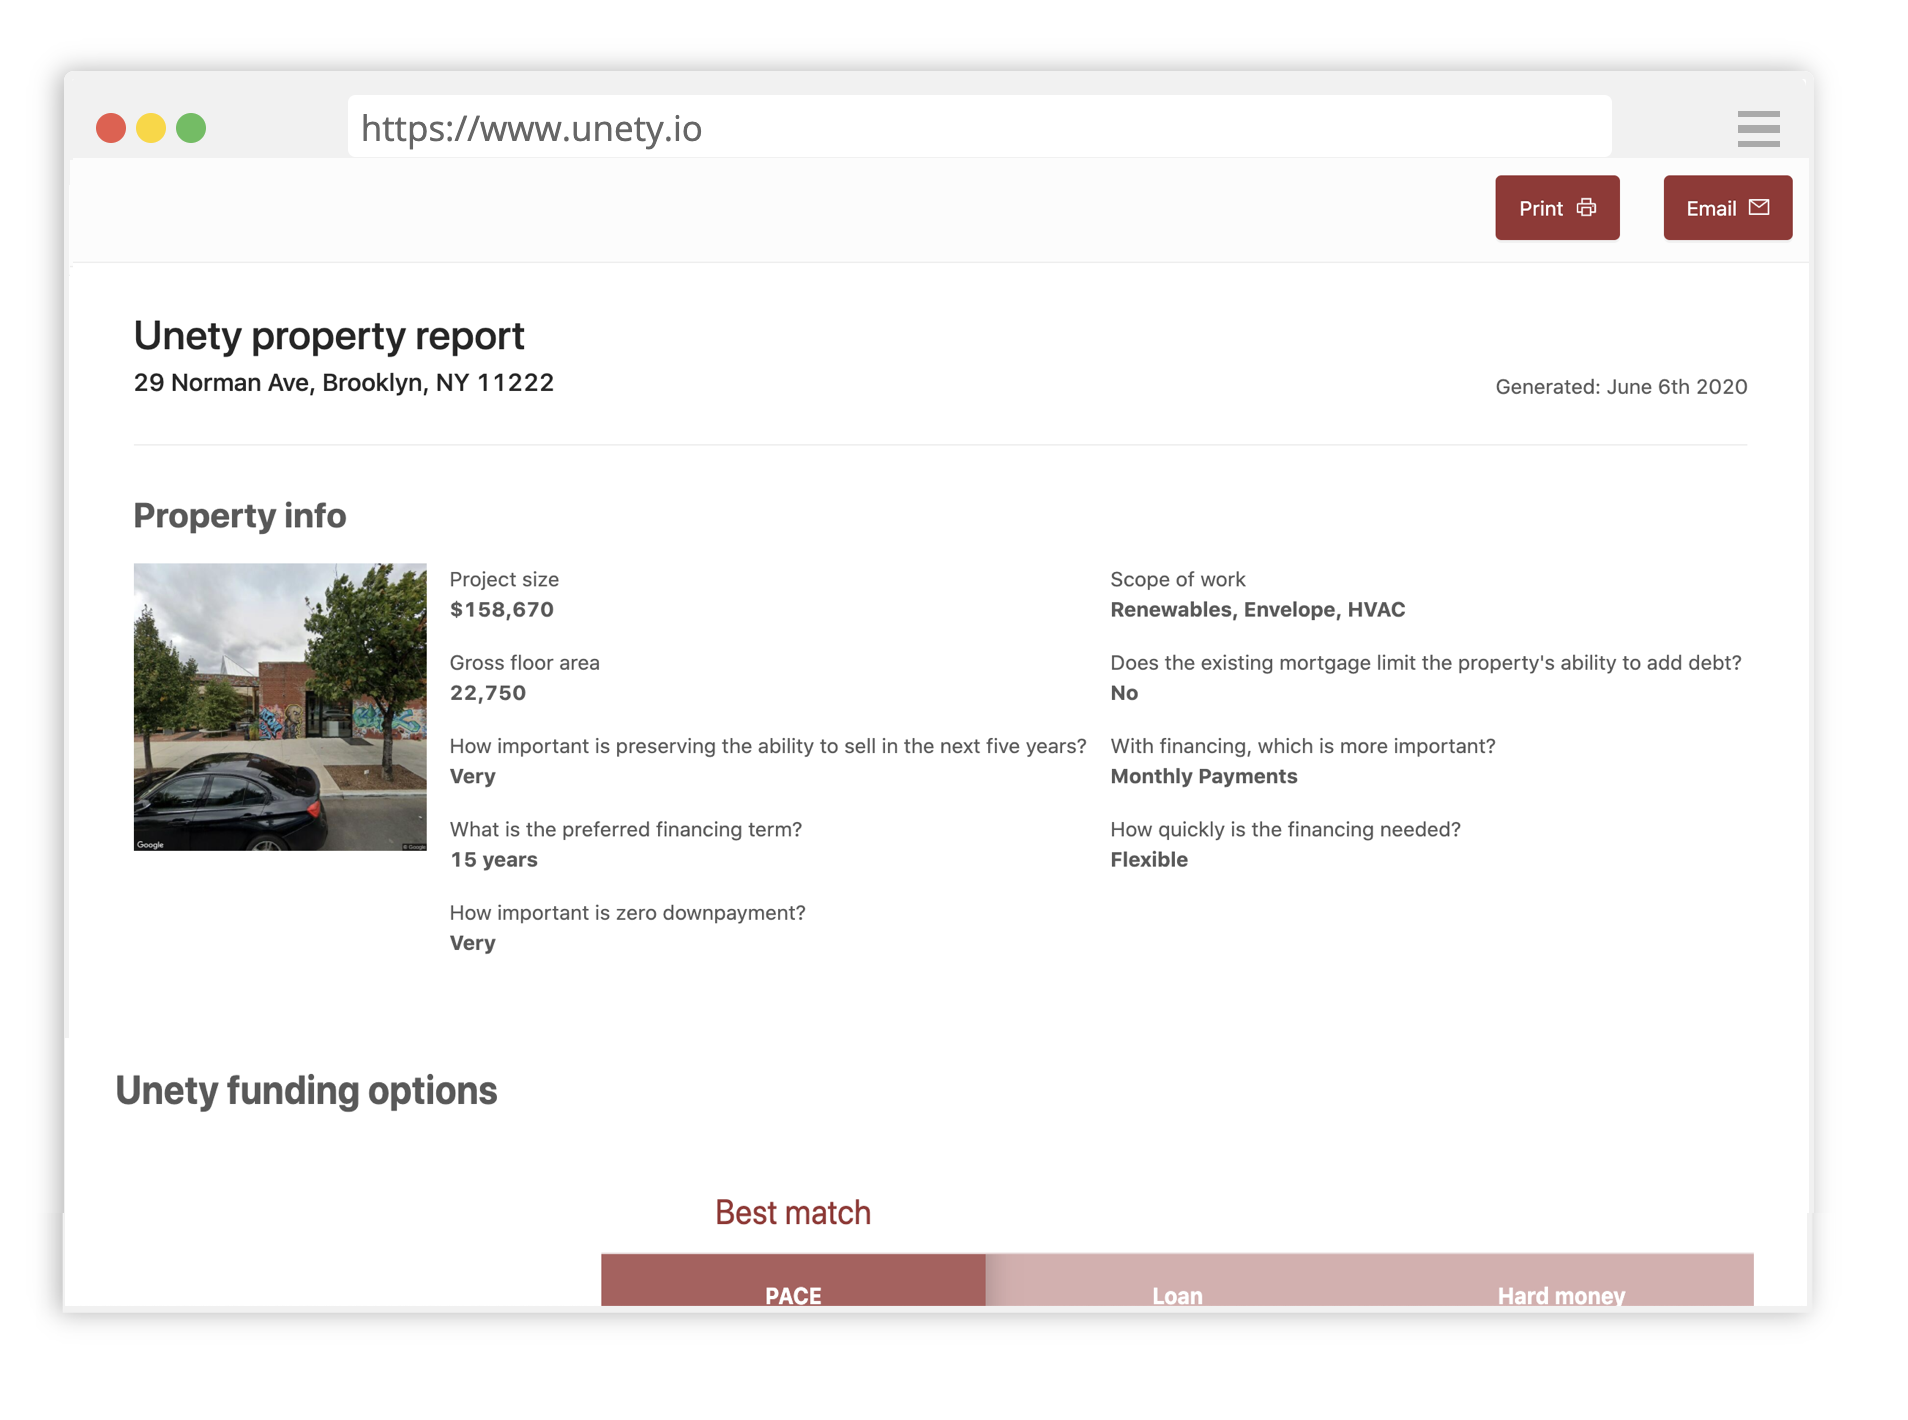 https://www.unety.io
Print
Email
Unety property report
29 Norman Ave, Brooklyn, NY 11222
Generated: June 6th 2020
Property info
Project size
$158,670
Scope of work
Renewables, Envelope, HVAC
Gross floor area
22,750
Does the existing mortgage limit the property's ability to add debt?
No
How important is preserving the ability to sell in the next five years?
Very
With financing, which is more important?
Monthly Payments
What is the preferred financing term?
15 years
How quickly is the financing needed?
Flexible
How important is zero downpayment?
Very
Google
© Google
Unety funding options
Best match
PACE
Loan
Hard money